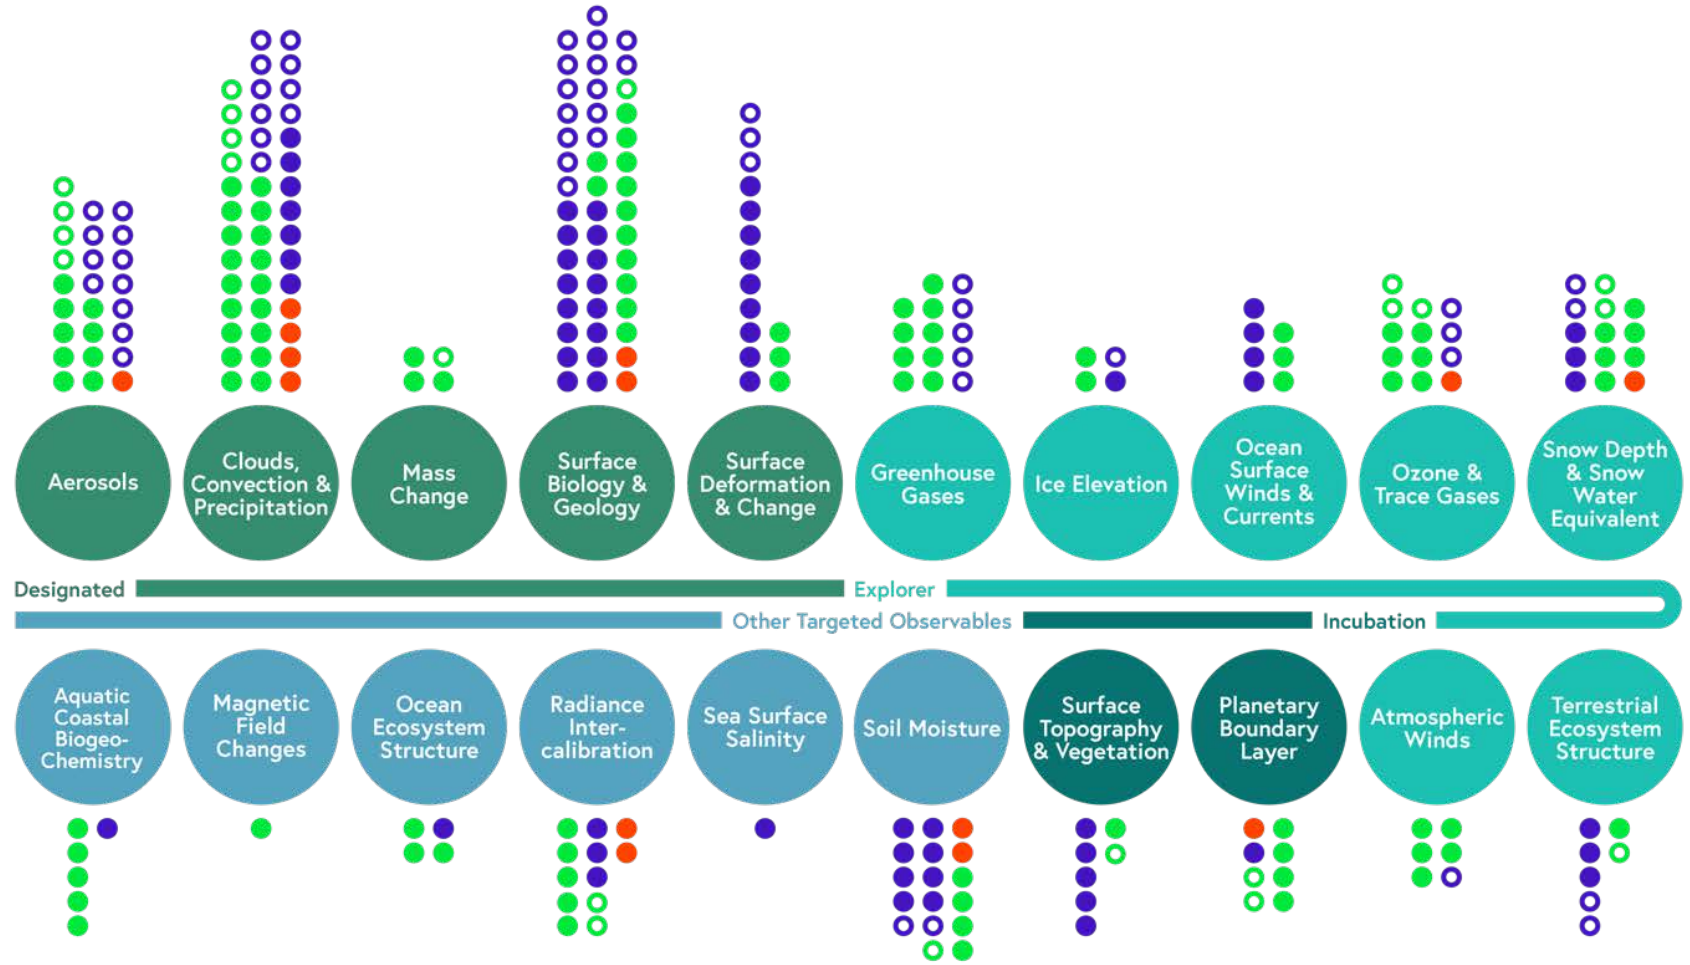 Aerosols
Clouds,
Convection &
Precipitation
Mass
Change
Surface
Biology &
Geology
Surface
Deformation
& Change
Greenhouse
Gases
Ice Elevation
Ocean
Surface
Winds &
Currents
Ozone &
Trace Gases
Snow Depth
& Snow
Water
Equivalent
Designated
Explorer
Other Targeted Observables
Incubation
Aquatic
Coastal
Biogeo-
Chemistry
Magnetic
Field
Changes
Ocean
Ecosystem
Structure
Radiance
Inter-
calibration
Sea Surface
Salinity
Soil Moisture
Surface
Topography
& Vegetation
Planetary
Boundary
Layer
Atmospheric
Winds
Terrestrial
Ecosystem
Structure